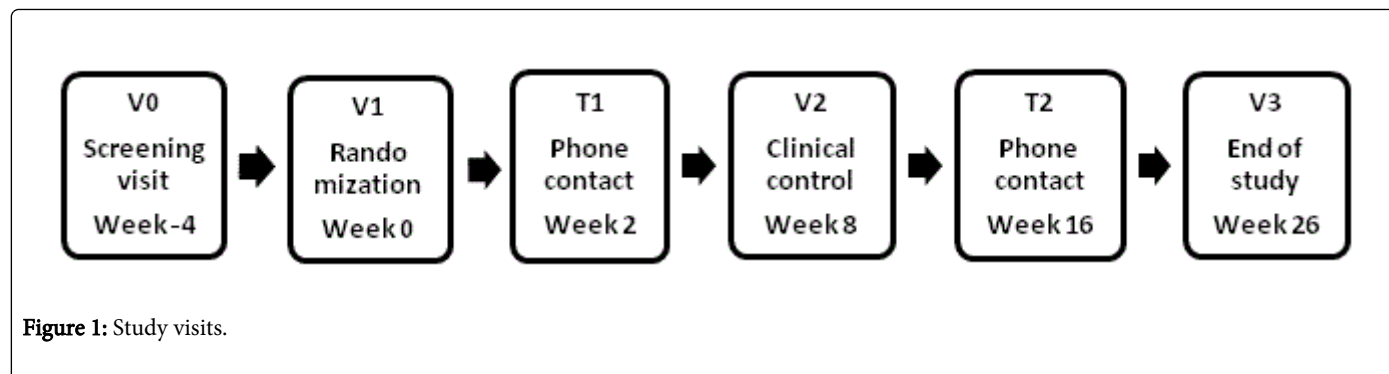 V0
Screening
visit
Week -4
V1
Rando
mization
Week 0
T1
Phone
contact
Week 2
V2
Clinical
control
Week 8
T2
Phone
contact
Week 16
V3
End of
study
Week 26
Figure 1: Study visits.